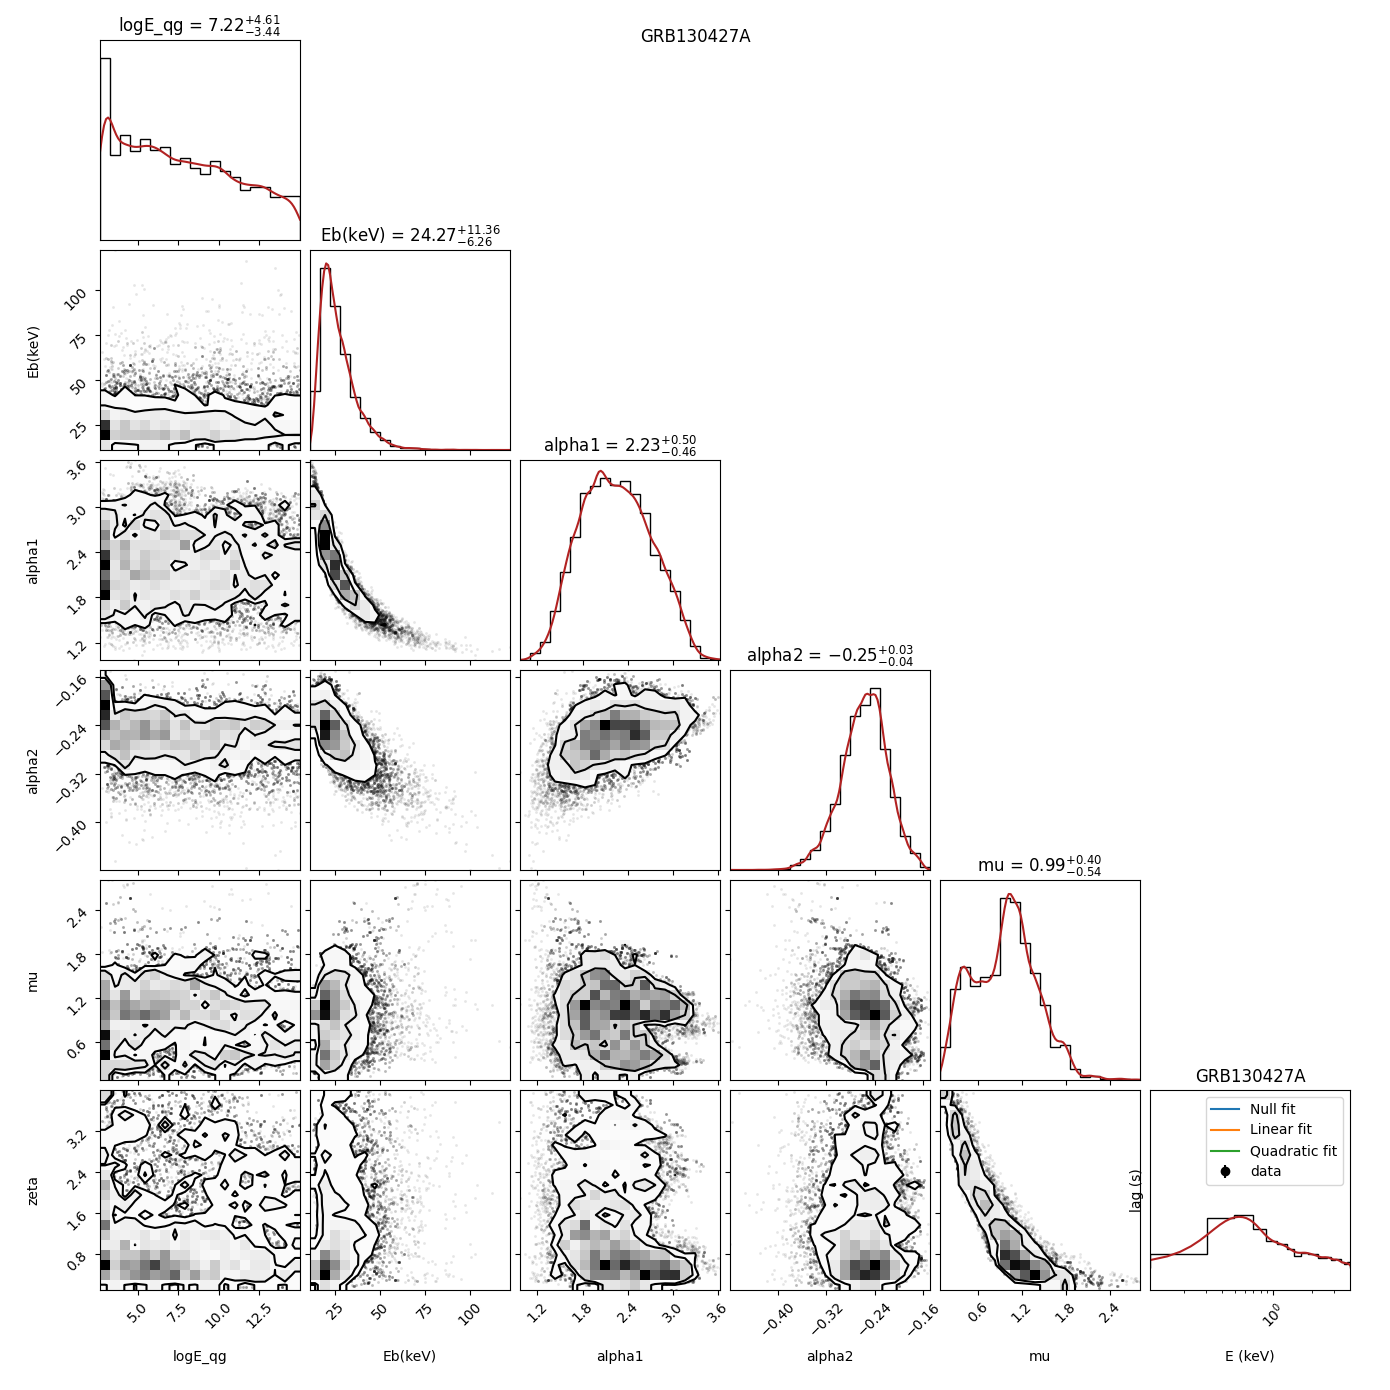 logE_qg = 7.22 +4.61 −3.44
GRB130427A
Eb(keV) = 24.27 +11.36 −6.26
Eb(keV)
100
75
50
25
alpha1 = 2.23 +0.50 −0.46
alpha1
3.6
3.0
2.4
1.8
1.2
alpha2 = −0.25 +0.03 −0.04
alpha2
−0.16
−0.24
−0.32
−0.40
mu = 0.99 +0.40 −0.54
mu
2.4
1.8
1.2
0.6
GRB130427A
Null fit
Linear fit
Quadratic fit
data
lag (s)
zeta
3.2
2.4
1.6
0.8
5.0 7.5 10.0 12.5
25 50 75 100
1.2 1.8 2.4 3.0 3.6
−0.40 −0.32 −0.24 −0.16
0.6 1.2 1.8 2.4
10^0
logE_qg Eb(keV) alpha1 alpha2 mu E (keV)